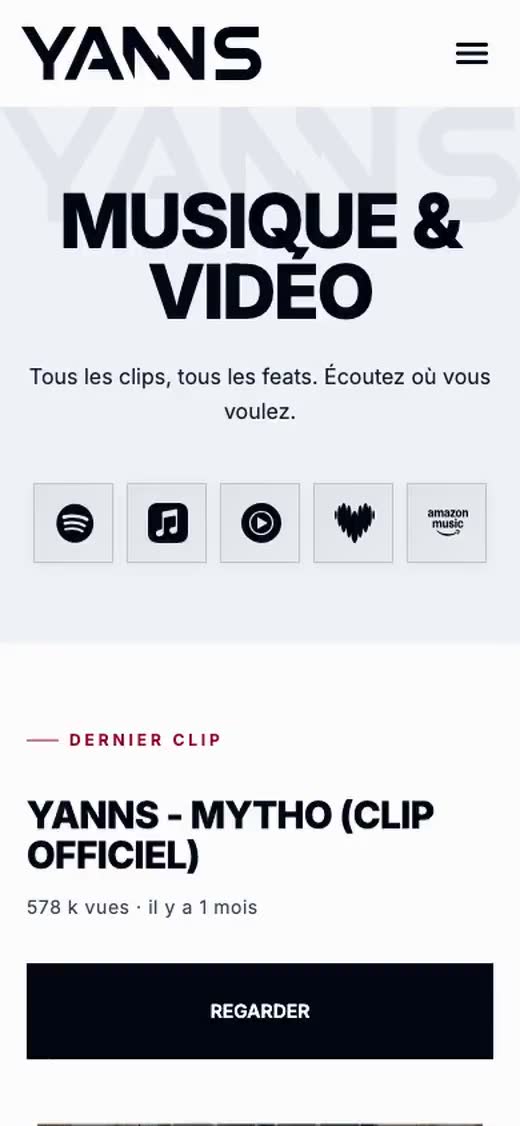 YANNS
YANNS
MUSIQUE &
VIDÉO
Tous les clips, tous les feats. Écoutez où vous
voulez.
amazon
music
DERNIER CLIP
YANNS - MYTHO (CLIP
OFFICIEL)
578 k vues · il y a 1 mois
REGARDER